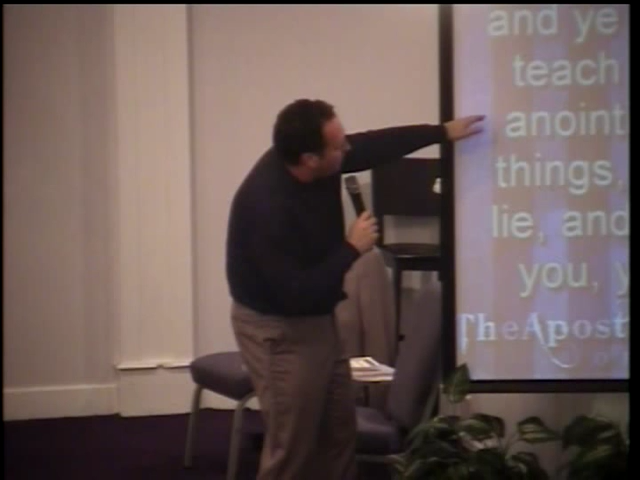 and ye
teach
anoint
things,
lie, and
you, y
TheApost